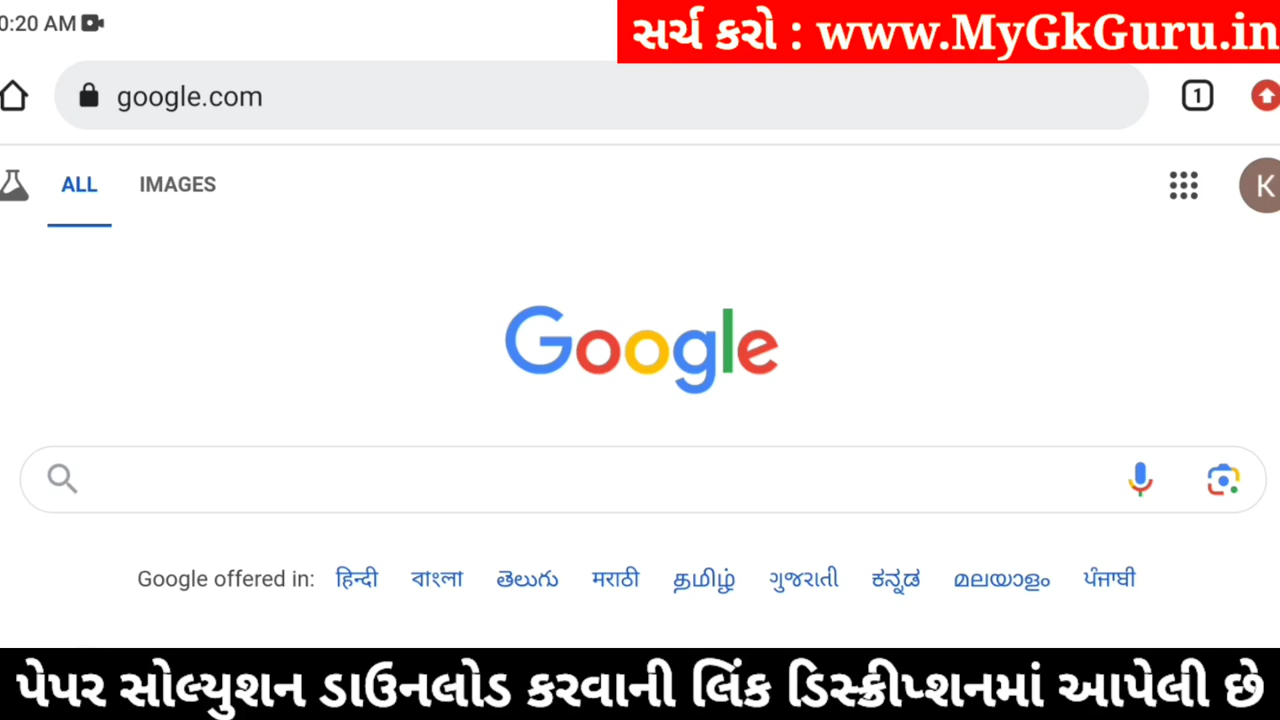 0:20 AM
સર્ચ કરો : www.MyGkGuru.in
google.com
1
ALL IMAGES
K
Google
Google offered in: हिन्दी বাংলা తెలుగు मराठी தமிழ் ગુજરાતી ಕನ್ನಡ മലയാളം ਪੰਜਾਬੀ
પેપર સોલ્યુશન ડાઉનલોડ કરવાની લિંક ડિસ્ક્રીપ્શનમાં આપેલી છે